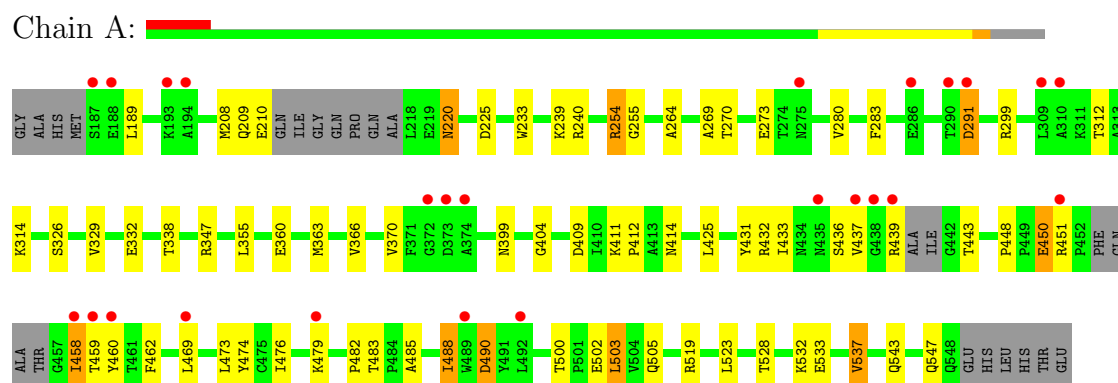 Chain A:
GLY ALA HIS MET S187 E188 L189 K193 A194 M208 Q209 E210 GLN ILE GLY GLN PRO GLN ALA L218 E219 N220 D225 W233 K239 R240 R254 G255 A264 A269 T270 E273 T274 N275 V280 F283 E286 T290 D291 R299 L309 A310 K311 T312 A313
K314 S326 V329 E332 T338 R347 L355 E360 M363 V366 V370 F371 G372 D373 A374 N399 G404 D409 I410 K411 P412 A413 N414 L425 Y431 R432 I433 N434 N435 S436 V437 G438 R439 ALA ILE G442 T443 P448 P449 E450 R451 P452 PHE GLN
ALA THR G457 I458 T459 Y460 T461 F462 L469 L473 Y474 C475 I476 K479 P482 T483 P484 A485 I488 W489 D490 Y491 L492 T500 P501 E502 L503 V504 Q505 R519 L523 T528 K532 E533 V537 Q543 Q547 Q548 GLU HIS LEU HIS THR GLU